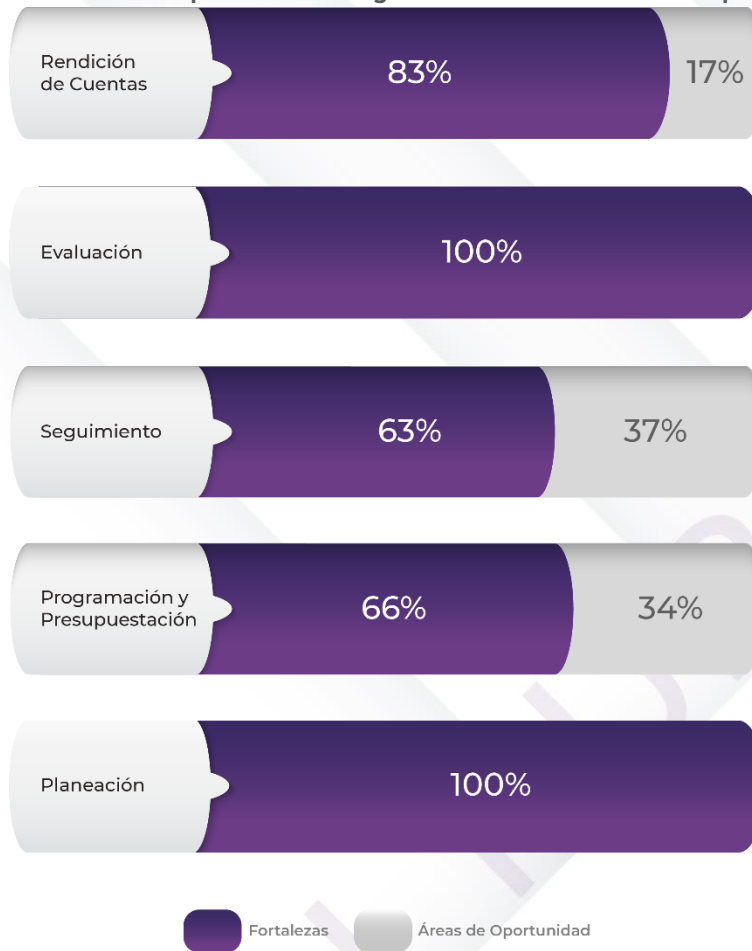 Rendición
de Cuentas
83%
17%
Evaluación
100%
Seguimiento
63%
37%
Programación y
Presupuestación
66%
34%
Planeación
100%
Fortalezas
Áreas de Oportunidad